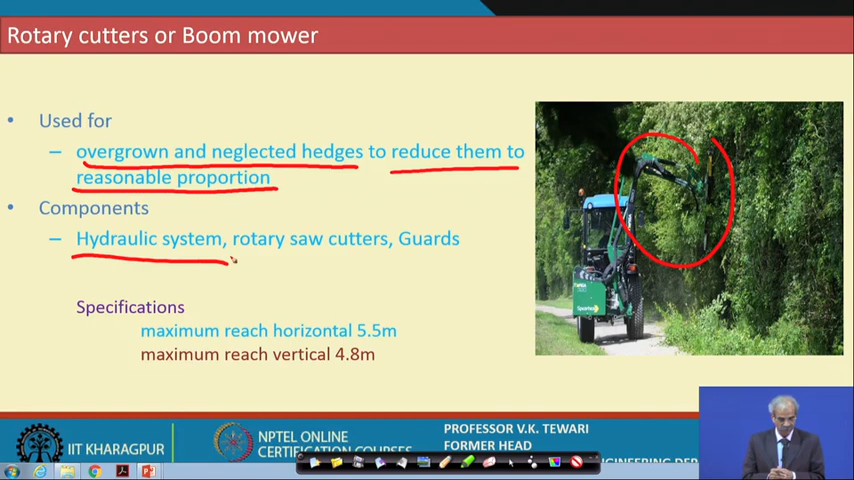 Rotary cutters or Boom mower
• Used for
– overgrown and neglected hedges to reduce them to
reasonable proportion
• Components
– Hydraulic system, rotary saw cutters, Guards
Specifications
maximum reach horizontal 5.5m
maximum reach vertical 4.8m
IIT KHARAGPUR
NPTEL ONLINE
CERTIFICATION COURSES
PROFESSOR V.K. TEWARI
FORMER HEAD